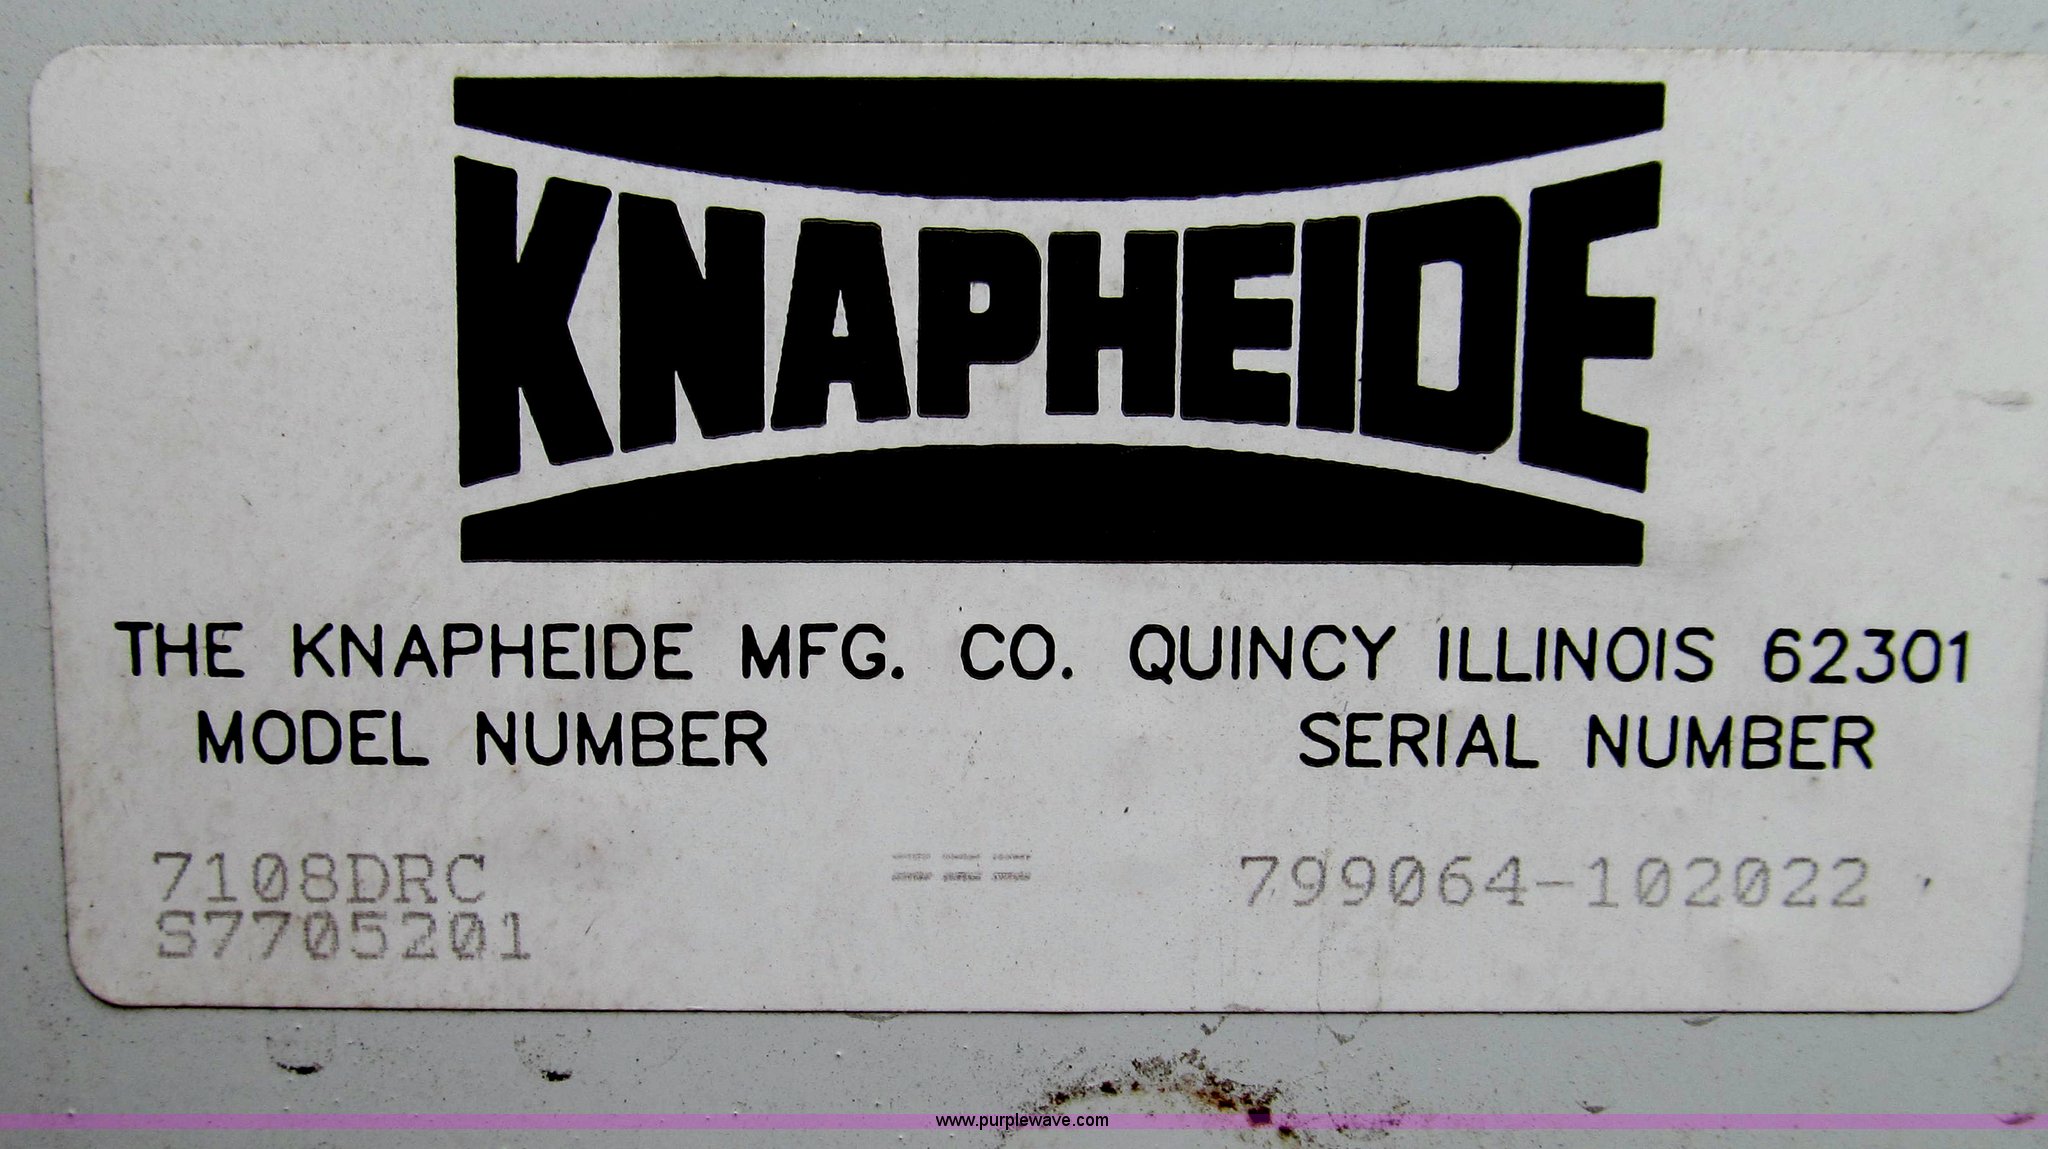 KNAPHEIDE
THE KNAPHEIDE MFG. CO. QUINCY ILLINOIS 62301
MODEL NUMBER SERIAL NUMBER
7108DRC === 799064-102022
S7705201
www.purplewave.com